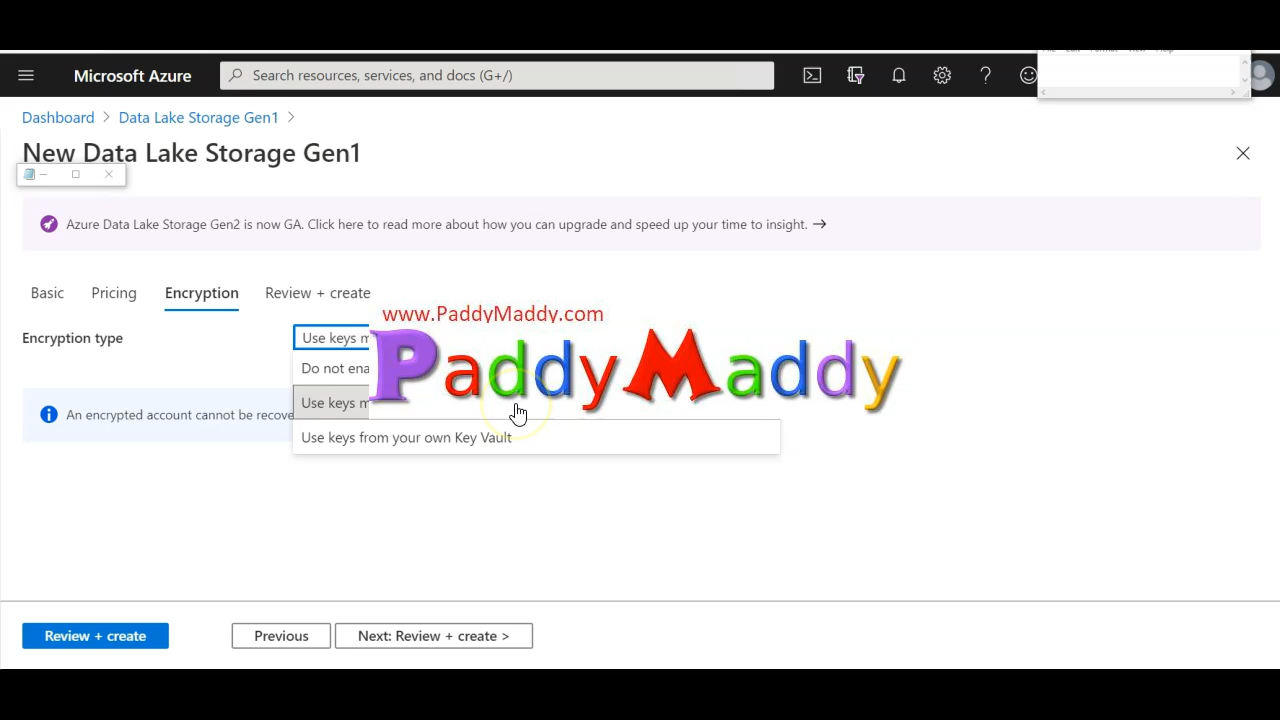 Microsoft Azure
Search resources, services, and docs (G+/)
Dashboard > Data Lake Storage Gen1 >
New Data Lake Storage Gen1
Azure Data Lake Storage Gen2 is now GA. Click here to read more about how you can upgrade and speed up your time to insight. →
Basic Pricing Encryption Review + create
www.PaddyMaddy.com
Encryption type Use keys
PaddyMaddy
Do not
Use keys
An encrypted account cannot be
Use keys from your own Key Vault
Review + create Previous Next: Review + create >